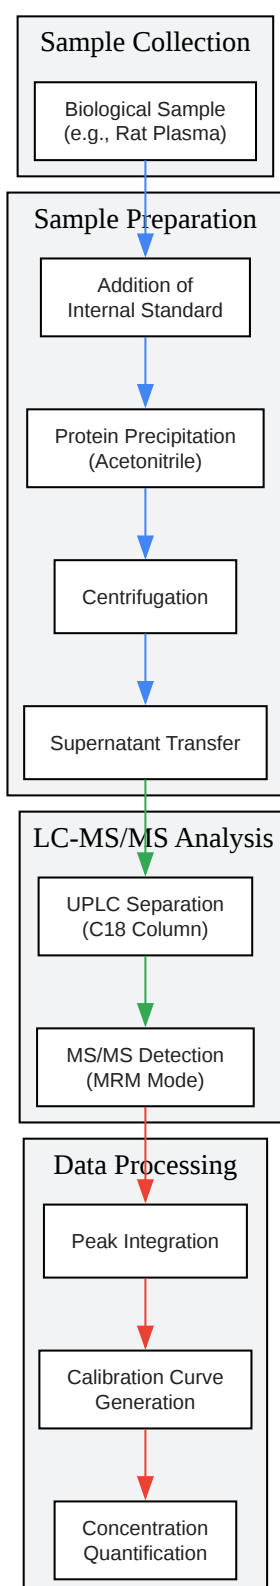 Sample Collection
Biological Sample
(e.g., Rat Plasma)
Sample Preparation
Addition of
Internal Standard
Protein Precipitation
(Acetonitrile)
Centrifugation
Supernatant Transfer
LC-MS/MS Analysis
UPLC Separation
(C18 Column)
MS/MS Detection
(MRM Mode)
Data Processing
Peak Integration
Calibration Curve
Generation
Concentration
Quantification